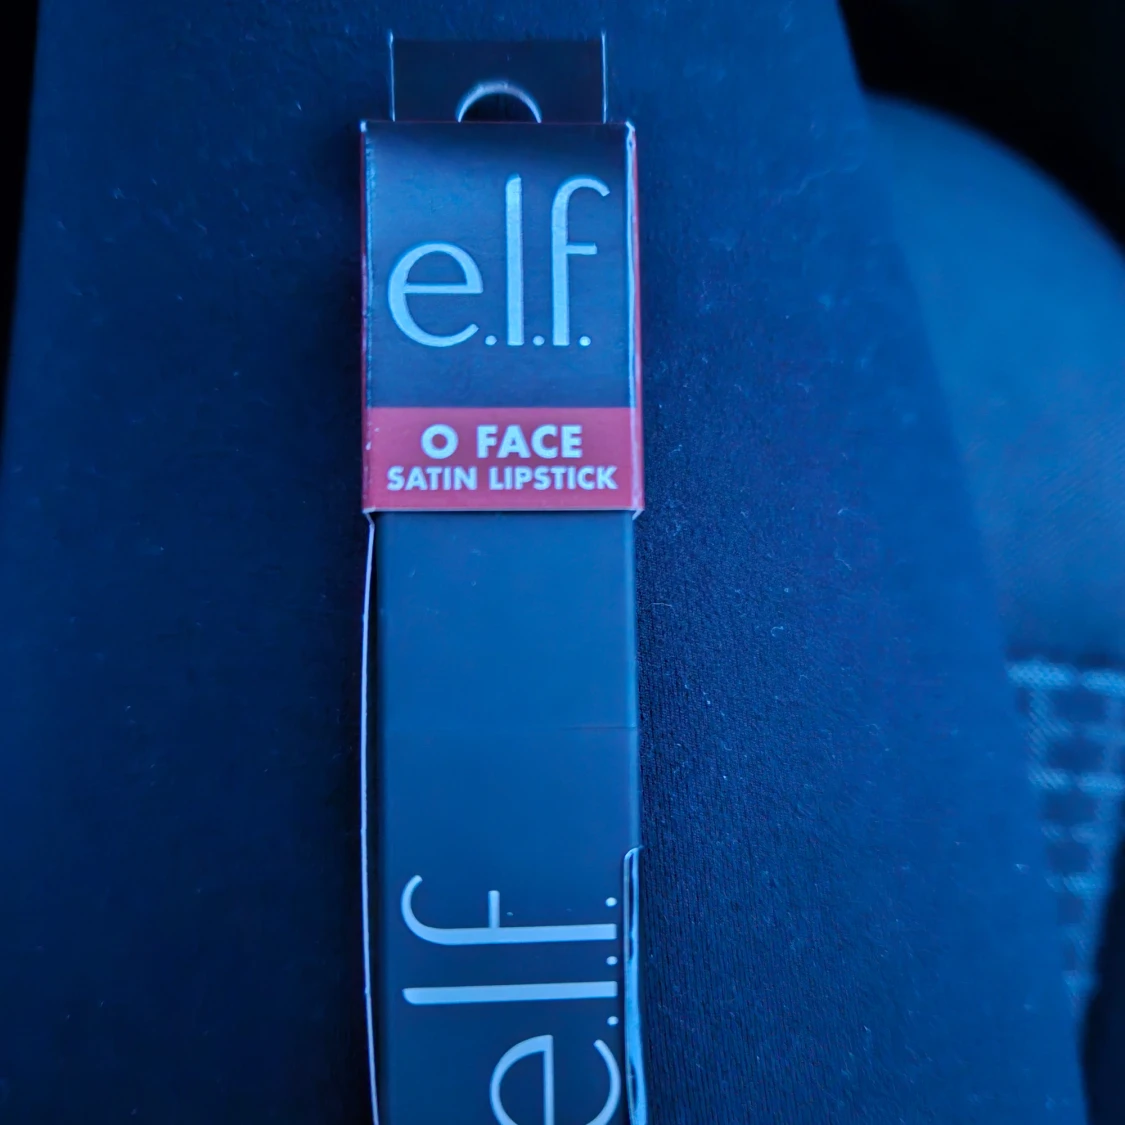 e.l.f.
O FACE
SATIN LIPSTICK
e.l.f.